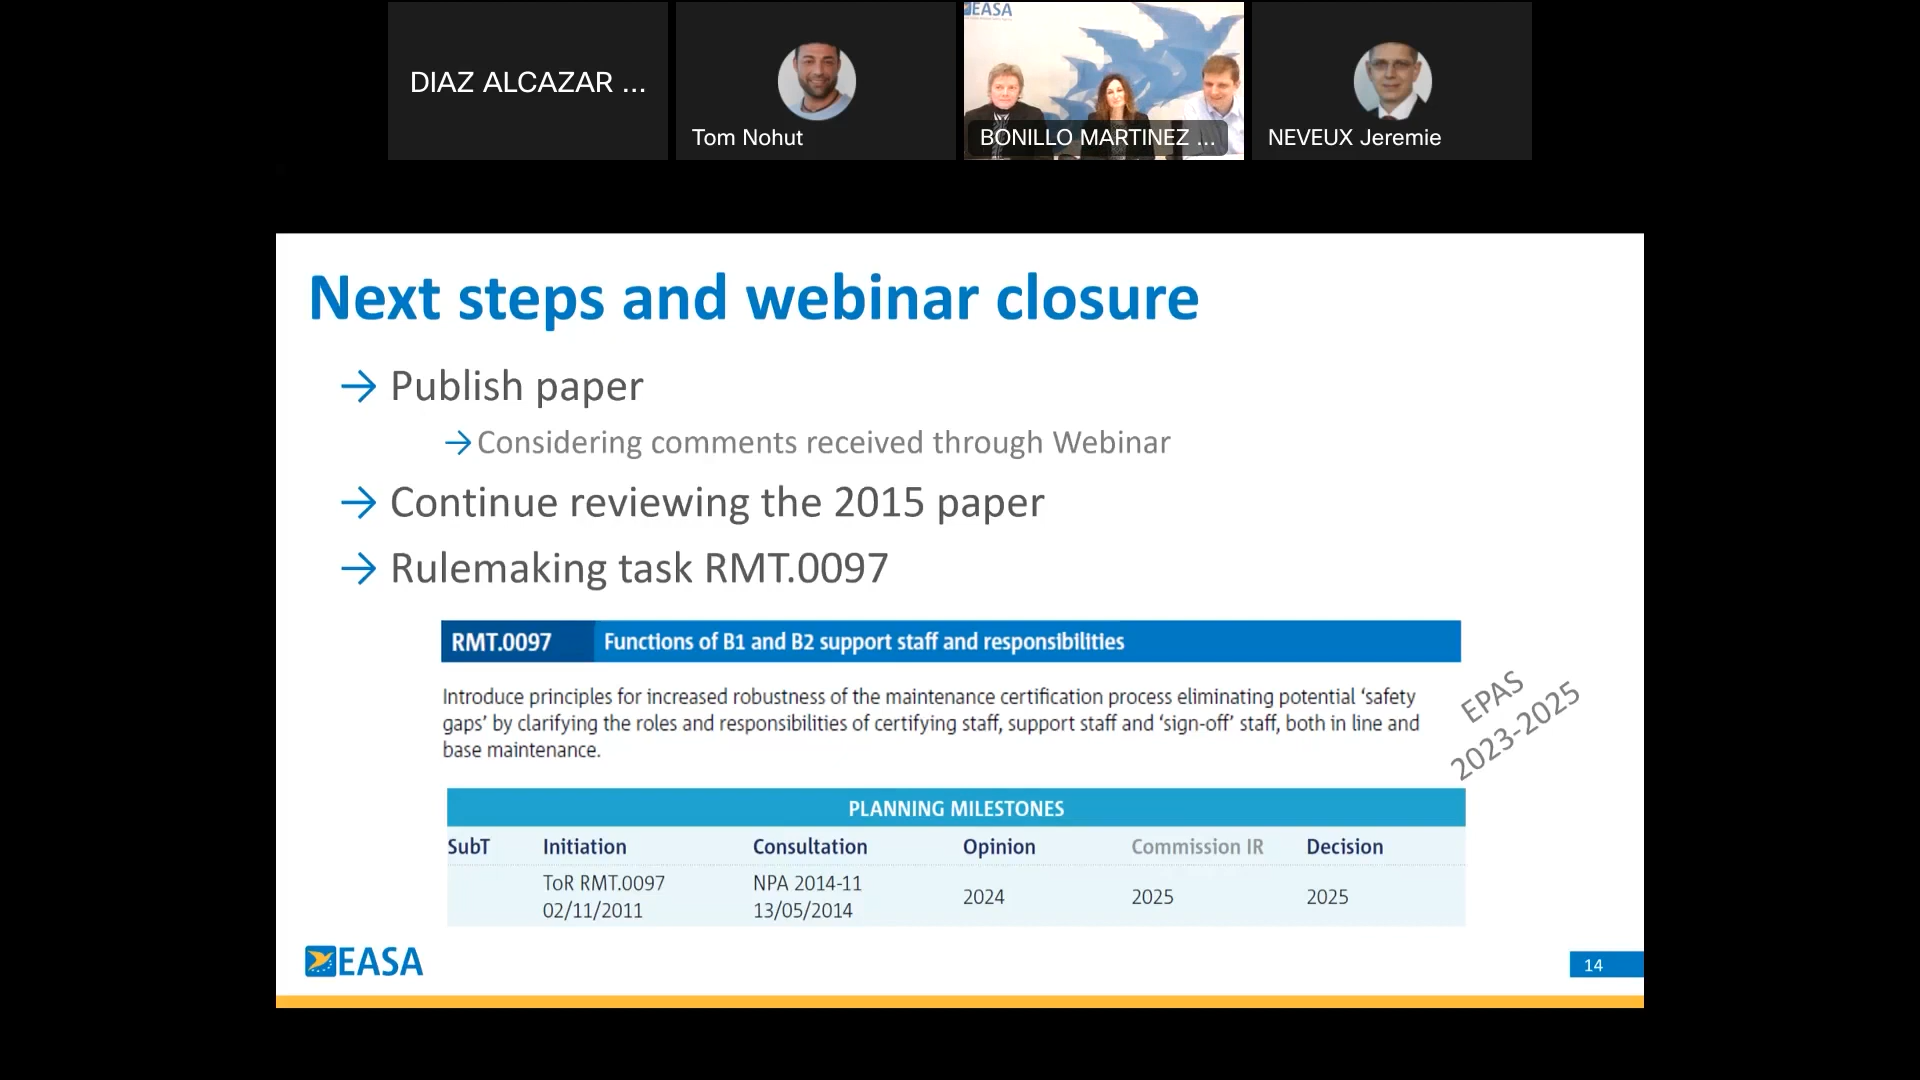 EASA
DIAZ ALCAZAR ...
Tom Nohut
BONILLO MARTINEZ ...
NEVEUX Jeremie
Next steps and webinar closure
→ Publish paper
→ Considering comments received through Webinar
→ Continue reviewing the 2015 paper
→ Rulemaking task RMT.0097
RMT.0097 Functions of B1 and B2 support staff and responsibilities
Introduce principles for increased robustness of the maintenance certification process eliminating potential ‘safety
gaps’ by clarifying the roles and responsibilities of certifying staff, support staff and ‘sign-off’ staff, both in line and
base maintenance.
EPAS
2023-2025
PLANNING MILESTONES
SubT Initiation Consultation Opinion Commission IR Decision
ToR RMT.0097 NPA 2014-11
02/11/2011 13/05/2014 2024 2025 2025
EASA
14